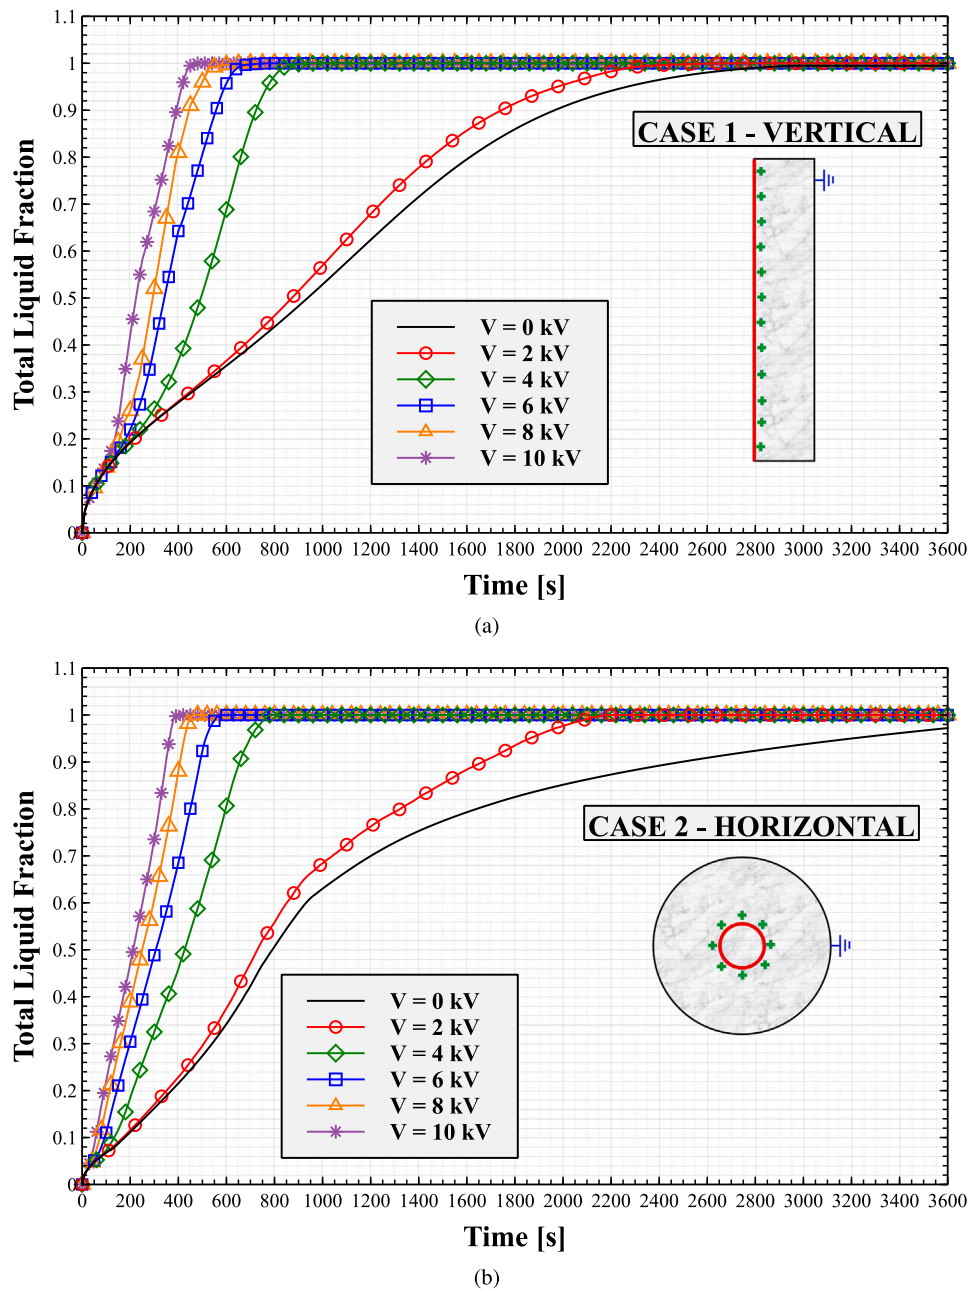 1.1
1
0.9
0.8
0.7
0.6
0.5
0.4
0.3
0.2
0.1
0
Total Liquid Fraction
CASE 1 - VERTICAL
V = 0 kV
V = 2 kV
V = 4 kV
V = 6 kV
V = 8 kV
V = 10 kV
0 200 400 600 800 1000 1200 1400 1600 1800 2000 2200 2400 2600 2800 3000 3200 3400 3600
Time [s]
(a)
1.1
1
0.9
0.8
0.7
0.6
0.5
0.4
0.3
0.2
0.1
0
Total Liquid Fraction
CASE 2 - HORIZONTAL
V = 0 kV
V = 2 kV
V = 4 kV
V = 6 kV
V = 8 kV
V = 10 kV
0 200 400 600 800 1000 1200 1400 1600 1800 2000 2200 2400 2600 2800 3000 3200 3400 3600
Time [s]
(b)